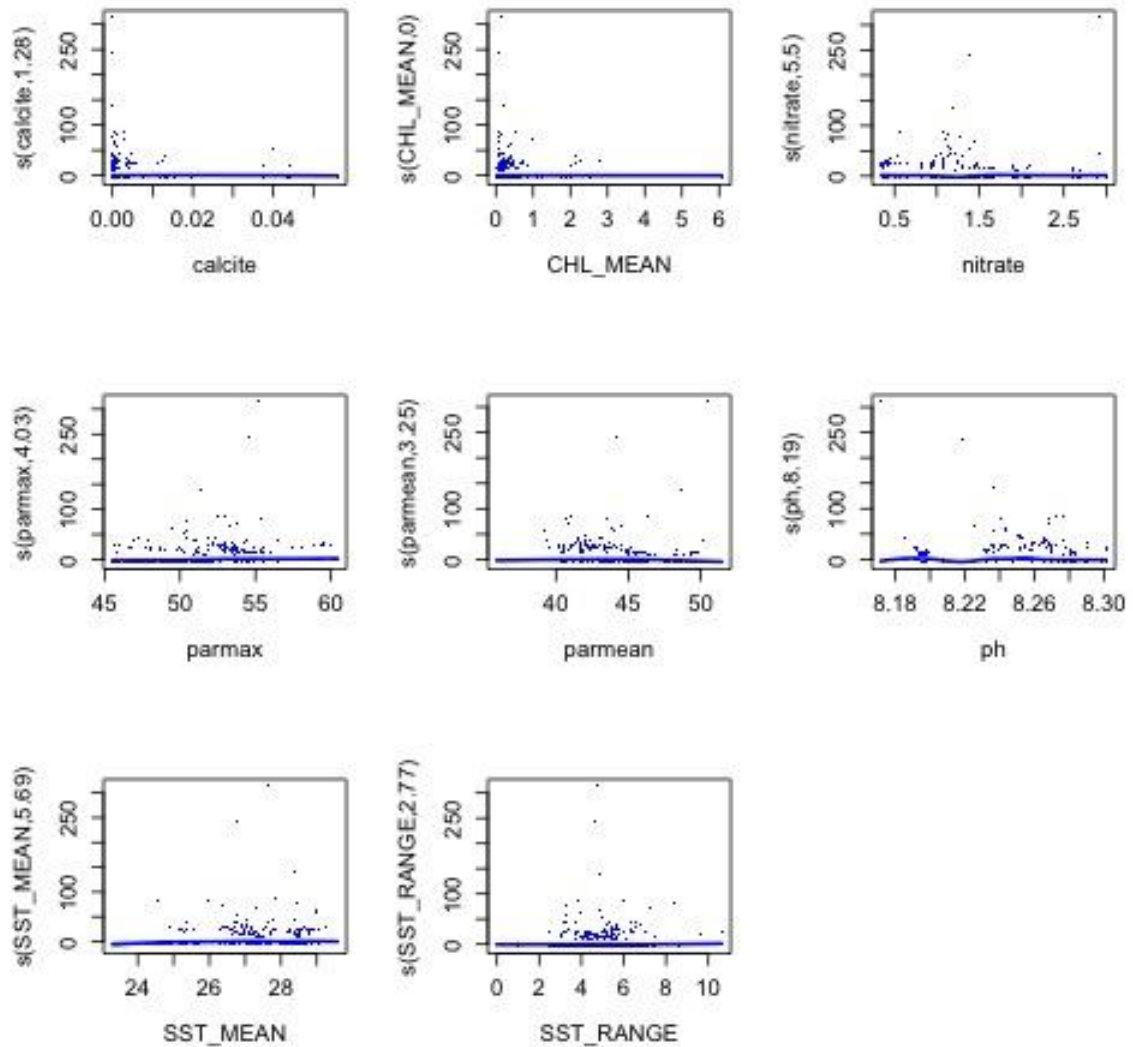 s(calcite,1.28)
0 100 250
0.00 0.02 0.04
calcite
s(CHL_MEAN,0)
0 100 250
0 1 2 3 4 5 6
CHL_MEAN
s(nitrate,5.5)
0 100 250
0.5 1.5 2.5
nitrate
s(parmax,4.03)
0 100 250
45 50 55 60
parmax
s(parmean,3.25)
0 100 250
40 45 50
parmean
s(ph,8.19)
0 100 250
8.18 8.22 8.26 8.30
ph
s(SST_MEAN,5.69)
0 100 250
24 26 28
SST_MEAN
s(SST_RANGE,2.77)
0 100 250
0 2 4 6 8 10
SST_RANGE